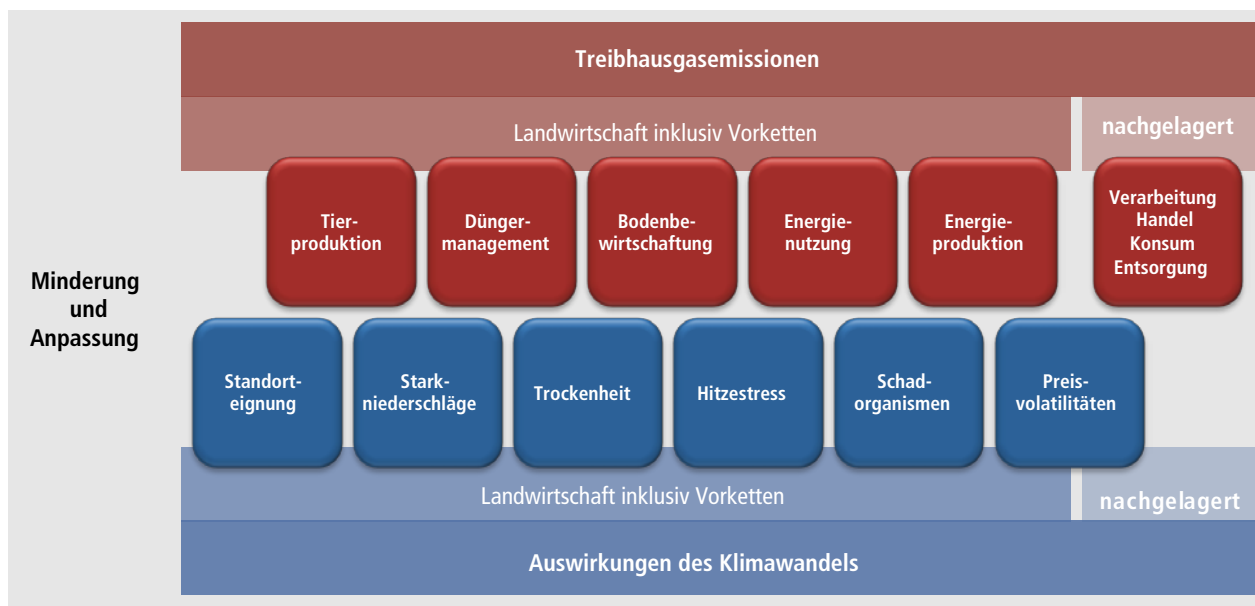 Treibhausgasemissionen
Landwirtschaft inklusiv Vorketten
nachgelagert
Tier-
produktion
Dünger-
management
Bodenbe-
wirtschaftung
Energie-
nutzung
Energie-
produktion
Verarbeitung
Handel
Konsum
Entsorgung
Minderung
und
Anpassung
Standort-
eignung
Stark-
niederschläge
Trockenheit
Hitzestress
Schad-
organismen
Preis-
volatilitäten
Landwirtschaft inklusiv Vorketten
nachgelagert
Auswirkungen des Klimawandels